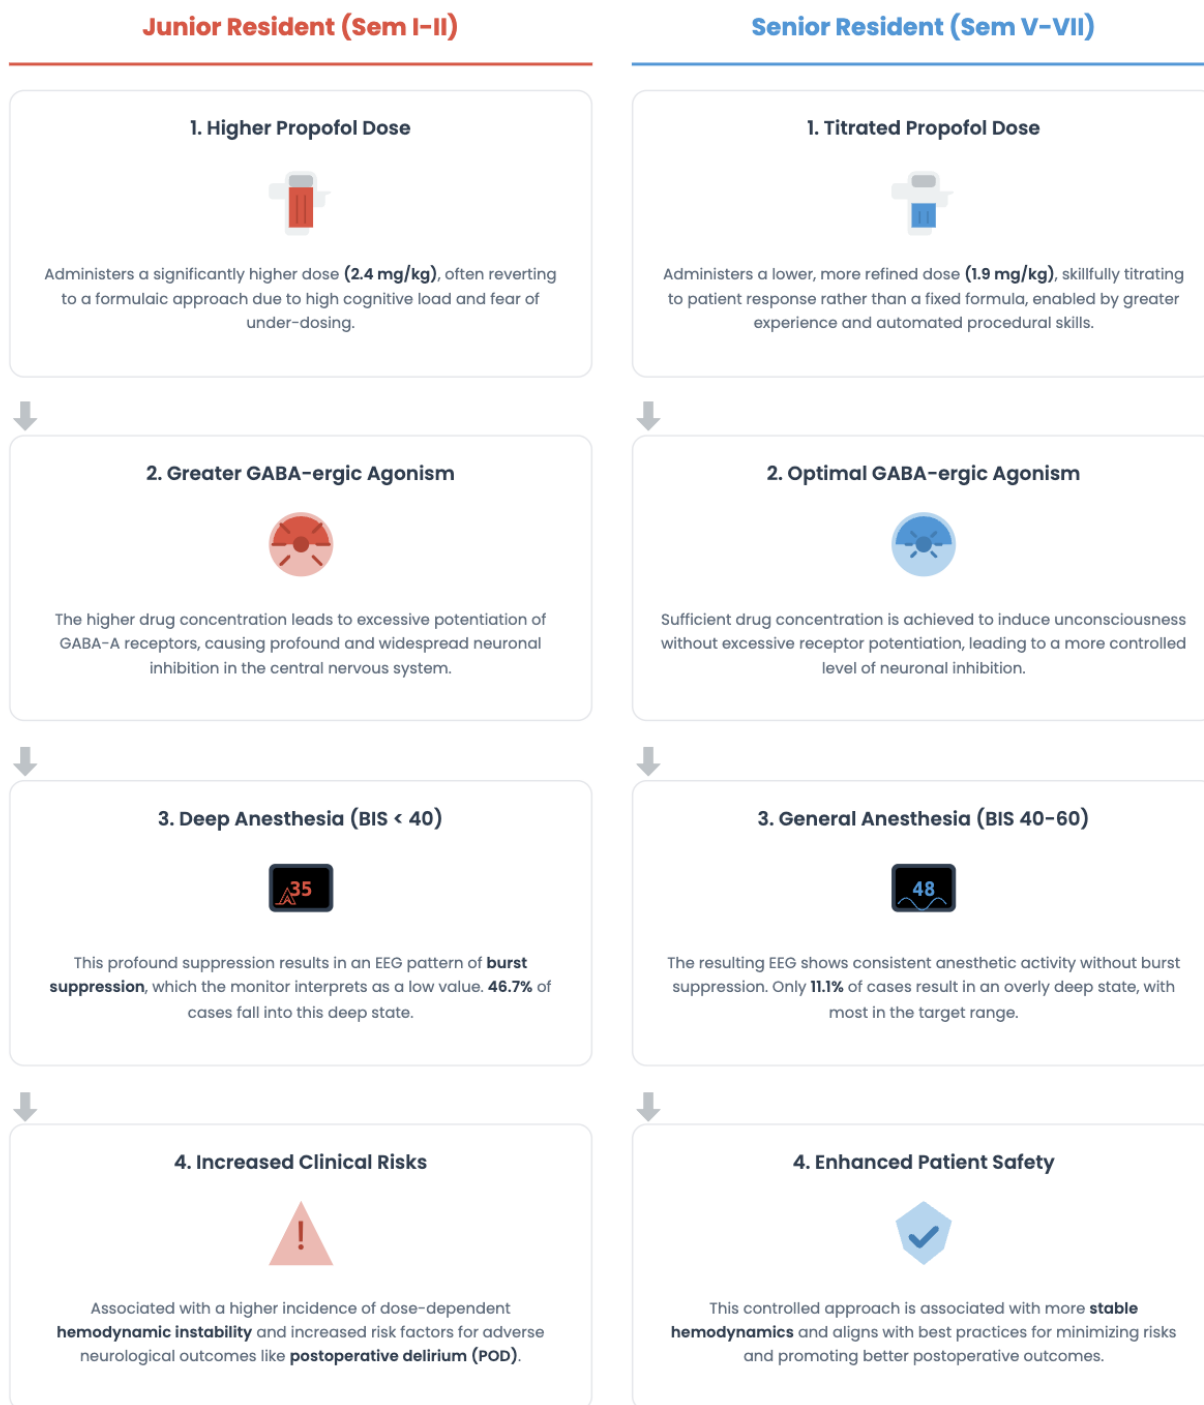 Junior Resident (Sem I-II)
1. Higher Propofol Dose
Administers a significantly higher dose (2.4 mg/kg), often reverting
to a formulaic approach due to high cognitive load and fear of
under-dosing.
2. Greater GABA-ergic Agonism
The higher drug concentration leads to excessive potentiation of
GABA-A receptors, causing profound and widespread neuronal
inhibition in the central nervous system.
3. Deep Anesthesia (BIS < 40)
35
This profound suppression results in an EEG pattern of burst
suppression, which the monitor interprets as a low value. 46.7% of
cases fall into this deep state.
4. Increased Clinical Risks
!
Associated with a higher incidence of dose-dependent
hemodynamic instability and increased risk factors for adverse
neurological outcomes like postoperative delirium (POD).
Senior Resident (Sem V-VII)
1. Titrated Propofol Dose
Administers a lower, more refined dose (1.9 mg/kg), skillfully titrating
to patient response rather than a fixed formula, enabled by greater
experience and automated procedural skills.
2. Optimal GABA-ergic Agonism
Sufficient drug concentration is achieved to induce unconsciousness
without excessive receptor potentiation, leading to a more controlled
level of neuronal inhibition.
3. General Anesthesia (BIS 40-60)
48
The resulting EEG shows consistent anesthetic activity without burst
suppression. Only 11.1% of cases result in an overly deep state, with
most in the target range.
4. Enhanced Patient Safety
This controlled approach is associated with more stable
hemodynamics and aligns with best practices for minimizing risks
and promoting better postoperative outcomes.